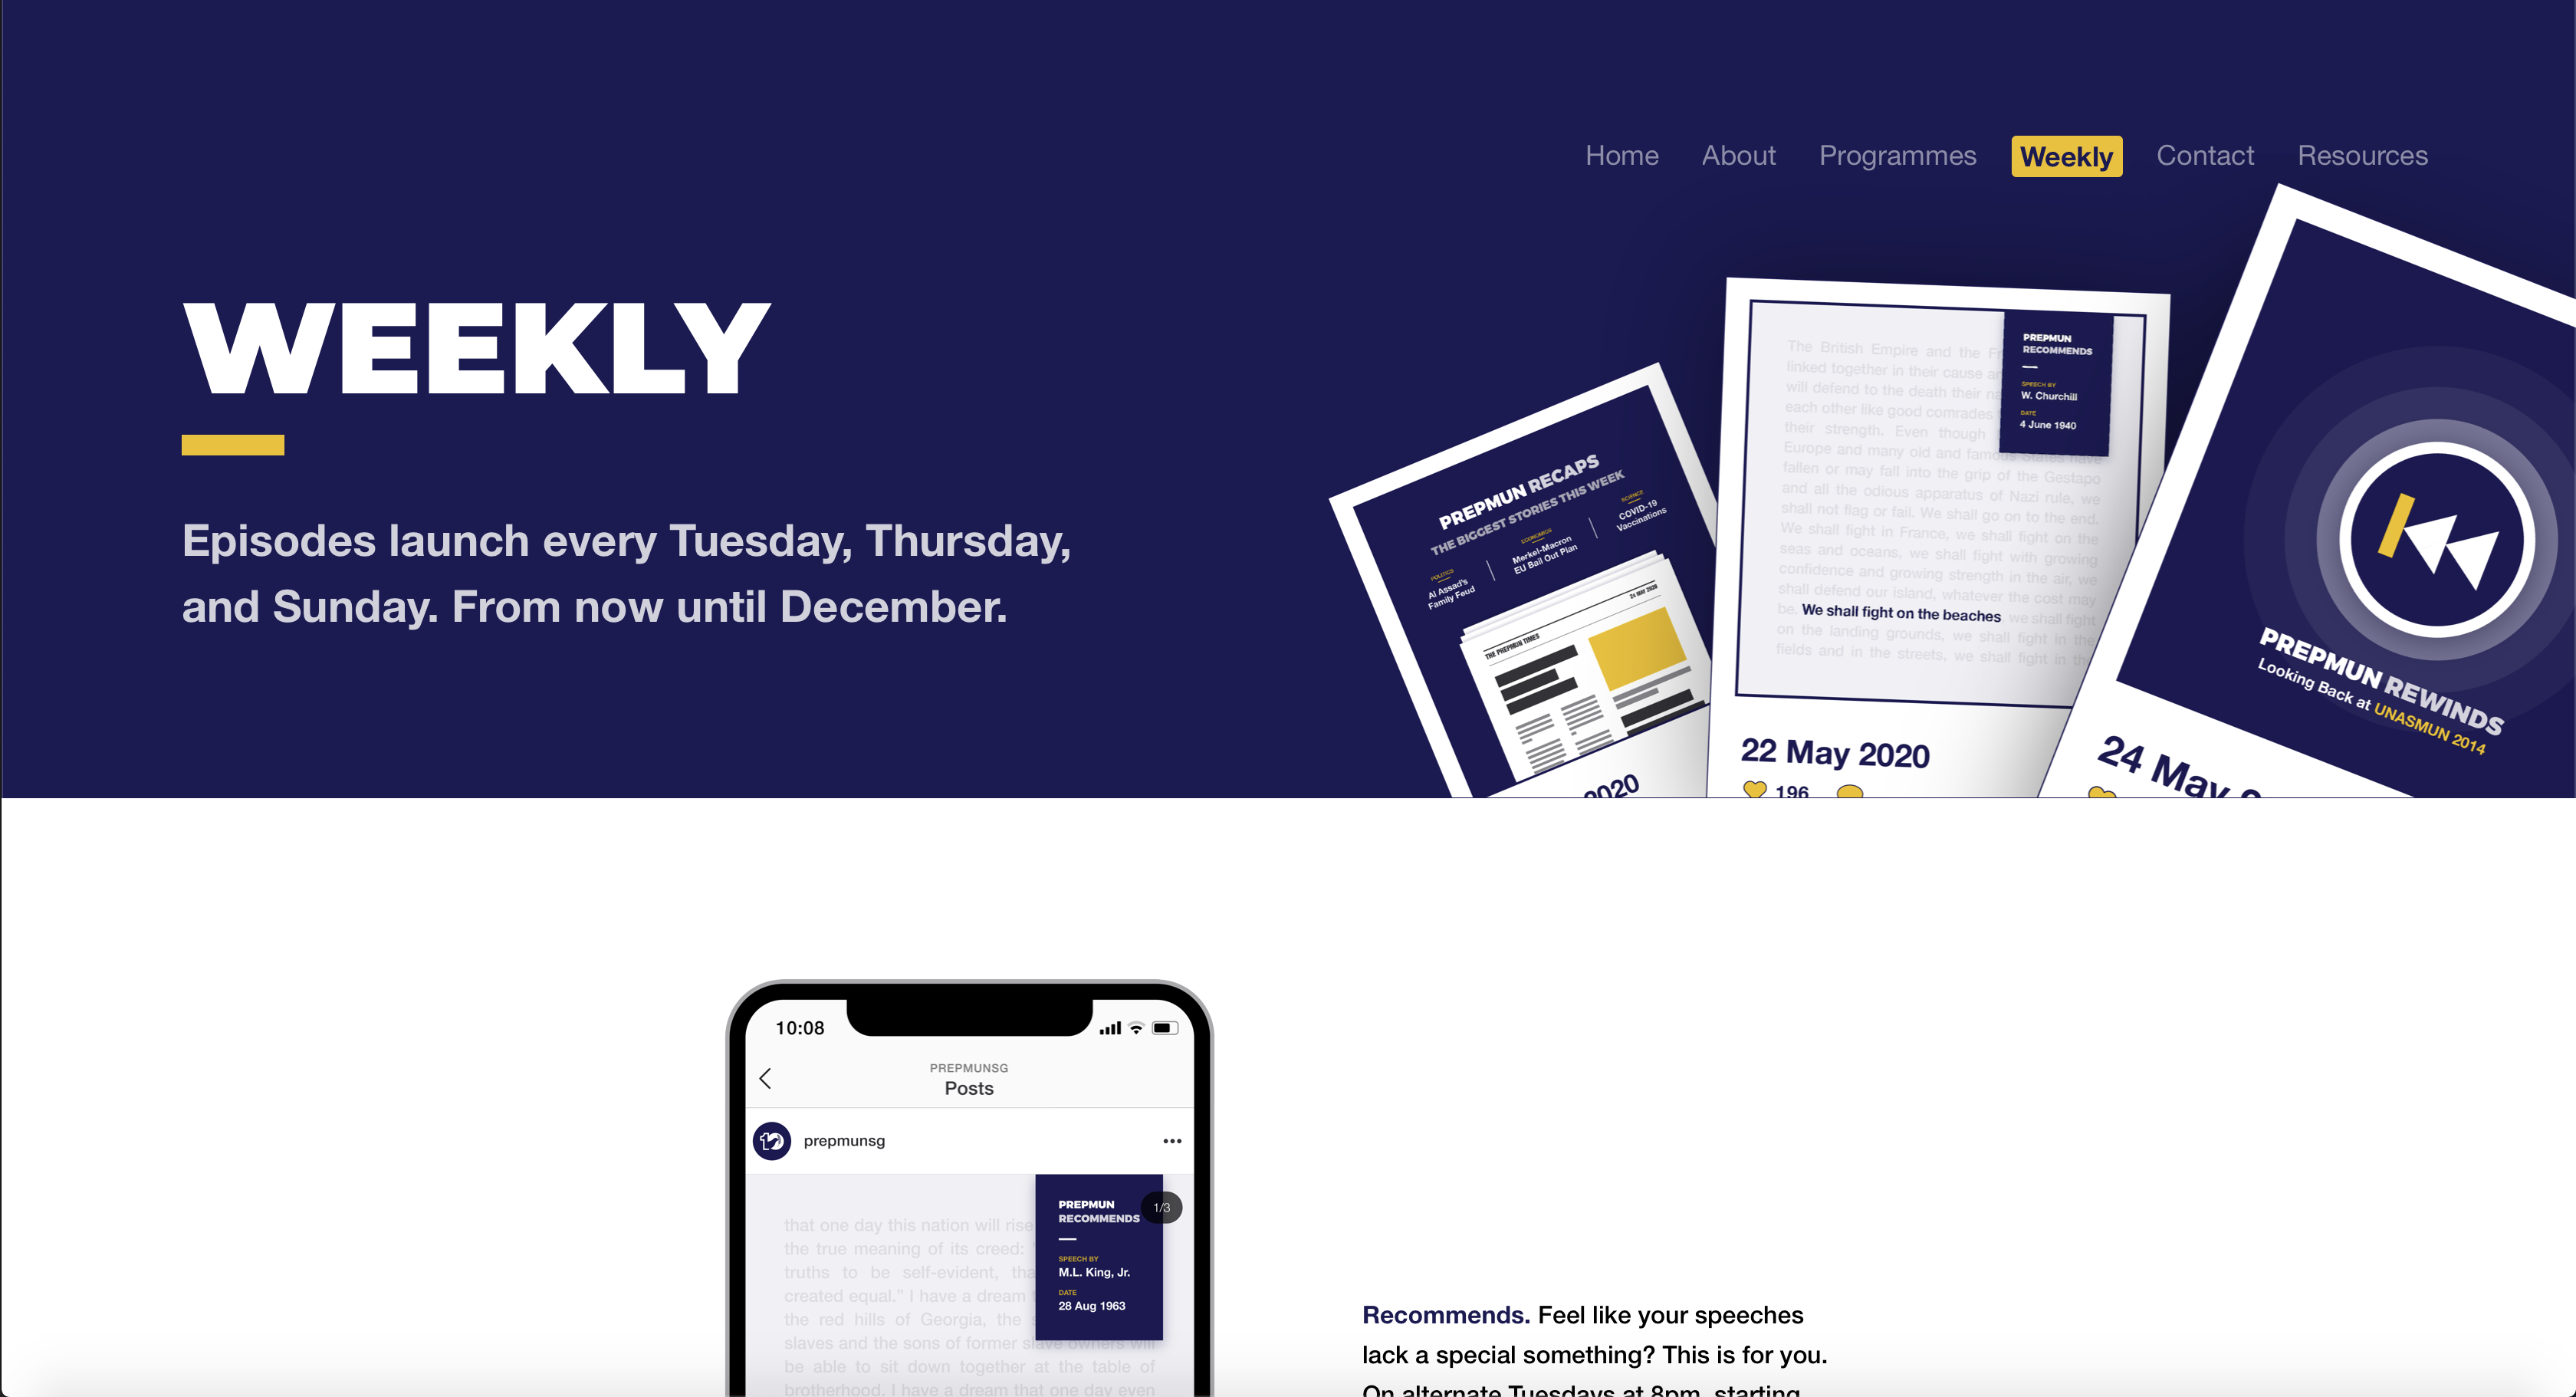 Home About Programmes Weekly Contact Resources
WEEKLY
Episodes launch every Tuesday, Thursday,
and Sunday. From now until December.
PREPMUN RECAPS
THE BIGGEST STORIES THIS WEEK
POLITICS
Al Assad's
Family Feud
ECONOMICS
Merkel-Macron
EU Bail Out Plan
SCIENCE
COVID-19
Vaccinations
THE PREPMUN TIMES
24 MAY 2020
2020
The British Empire and the Fr
linked together in their cause an
will defend to the death their na
each other like good comrades
their strength. Even though
Europe and many old and famous States have
fallen or may fall into the grip of the Gestapo
and all the odious apparatus of Nazi rule, we
shall not flag or fail. We shall go on to the end.
We shall fight in France, we shall fight on the
seas and oceans, we shall fight with growing
confidence and growing strength in the air, we
shall defend our island, whatever the cost may
be. We shall fight on the beaches, we shall fight
on the landing grounds, we shall fight in the
fields and in the streets, we shall fight in the
PREPMUN
RECOMMENDS
SPEECH BY
W. Churchill
DATE
4 June 1940
22 May 2020
196
PREPMUN REWINDS
Looking Back at UNASMUN 2014
24 May 2
10:08
PREPMUNSG
Posts
prepmunsg
1/3
PREPMUN
RECOMMENDS
SPEECH BY
M.L. King, Jr.
DATE
28 Aug 1963
that one day this nation will rise
the true meaning of its creed:
truths to be self-evident, tha
created equal.” I have a dream
the red hills of Georgia, the s
slaves and the sons of former slave owners will
be able to sit down together at the table of
brotherhood. I have a dream that one day even
Recommends. Feel like your speeches
lack a special something? This is for you.
On alternate Tuesdays at 8pm, starting